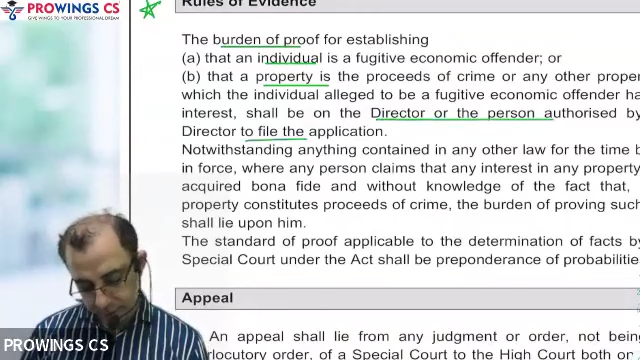 PROWINGS CS
GIVE WINGS TO YOUR PROFESSIONAL DREAM
Rules of Evidence
The burden of proof for establishing
(a) that an individual is a fugitive economic offender; or
(b) that a property is the proceeds of crime or any other proper
which the individual alleged to be a fugitive economic offender ha
interest, shall be on the Director or the person authorised by
Director to file the application.
Notwithstanding anything contained in any other law for the time b
in force, where any person claims that any interest in any property
acquired bona fide and without knowledge of the fact that,
property constitutes proceeds of crime, the burden of proving suc
shall lie upon him.
The standard of proof applicable to the determination of facts by
Special Court under the Act shall be preponderance of probabilitie
Appeal
An appeal shall lie from any judgment or order, not bein
rlocutory order, of a Special Court to the High Court both on
PROWINGS CS